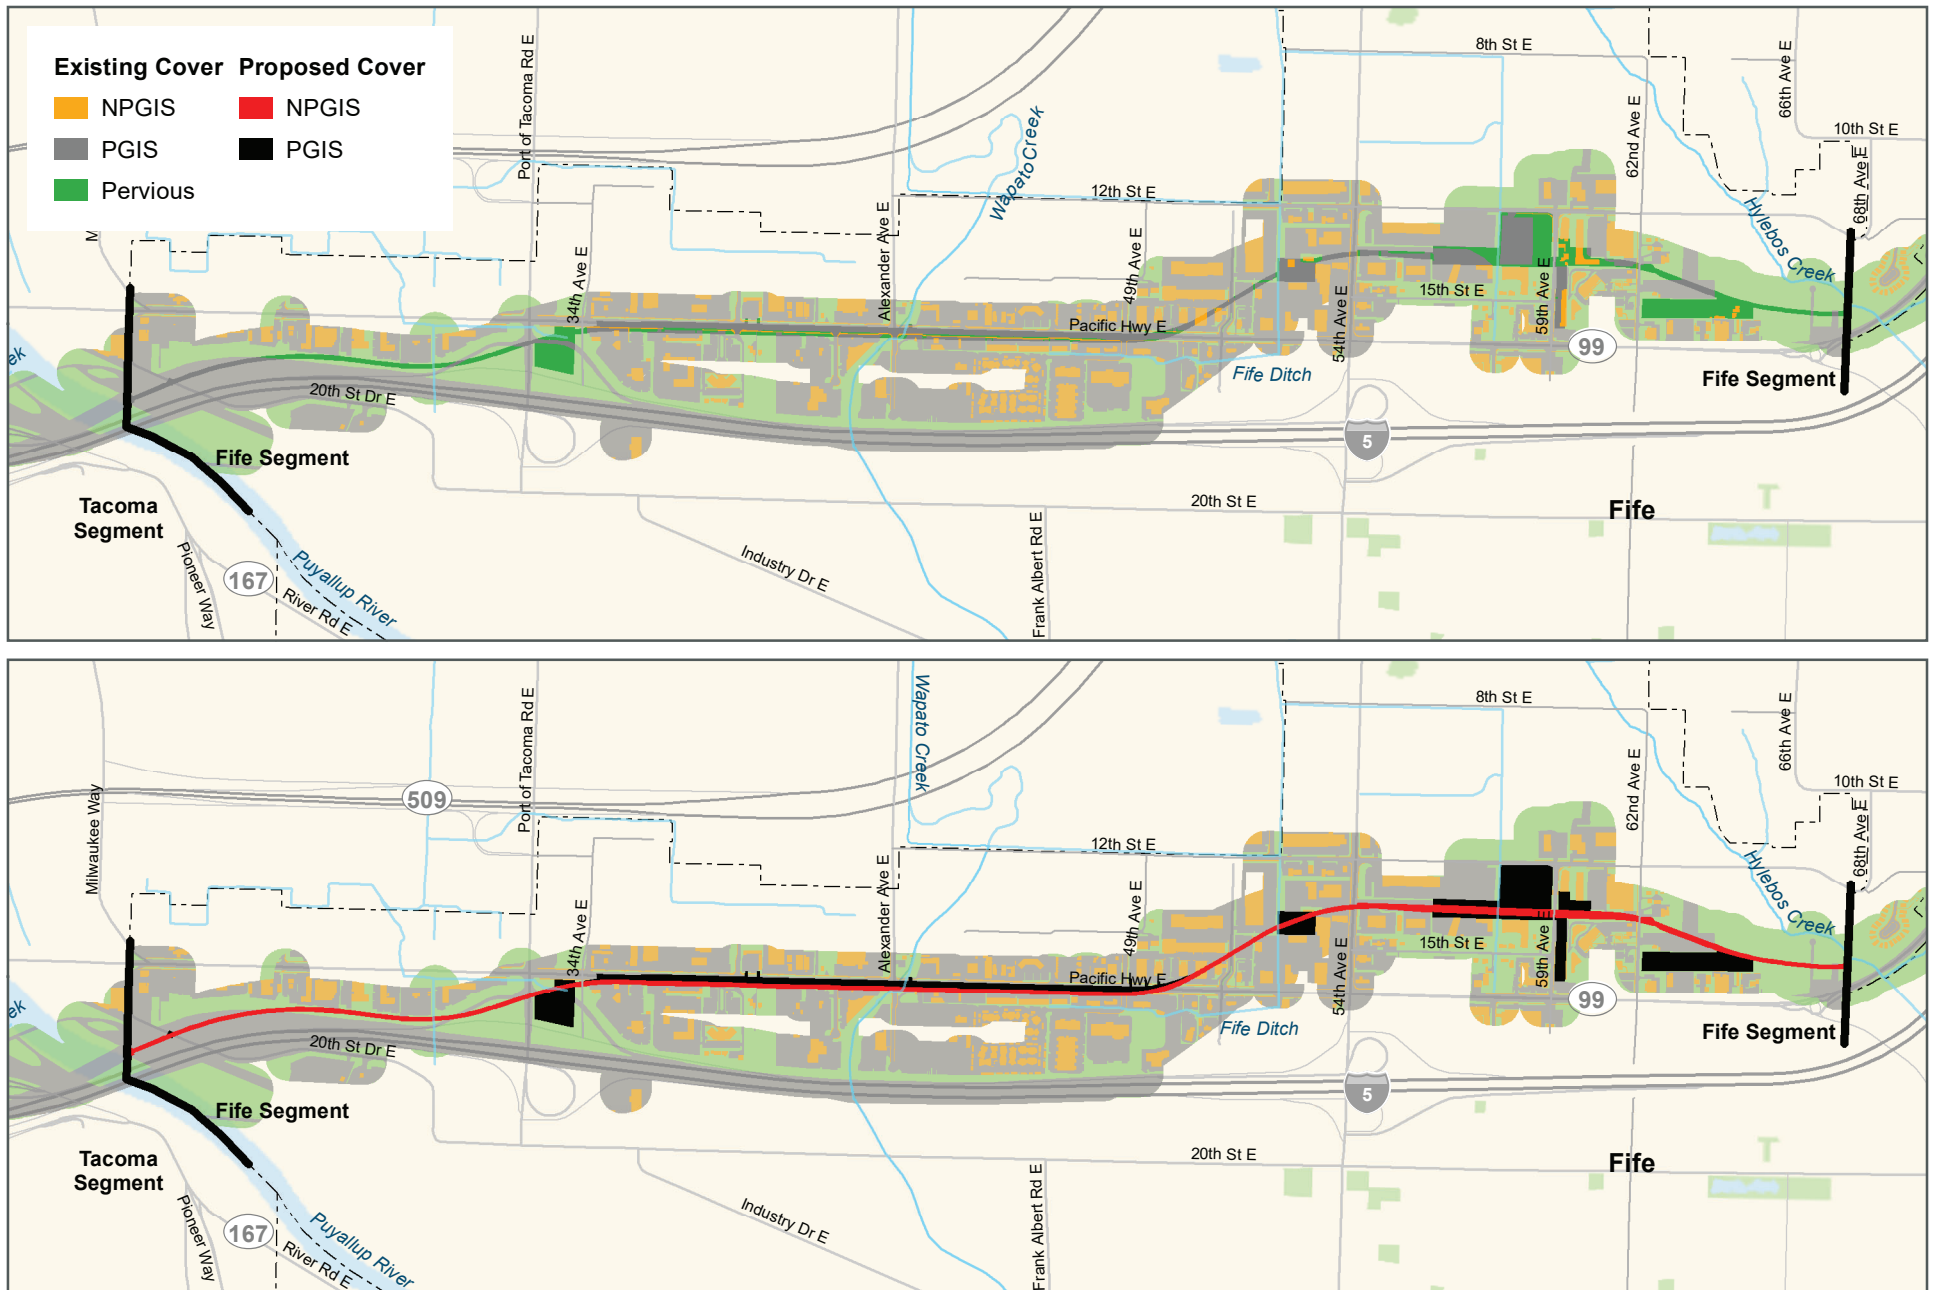 Existing Cover Proposed Cover
NPGIS NPGIS
PGIS PGIS
Pervious
Port of Tacoma Rd E
8th St E
66th Ave E
62nd Ave E
10th St E
Wapato Creek
12th St E
68th Ave E
Alexander Ave E
Hylebos Creek
34th Ave E
49th Ave E
15th St E
59th Ave E
Pacific Hwy E
54th Ave E
99
Fife Ditch
Fife Segment
20th St Dr E
5
Fife Segment
Tacoma
Segment
20th St E
Fife
Frank Albert Rd E
Industry Dr E
Pioneer Way
Puyallup River
167
River Rd E
ek
M
Wapato Creek
Port of Tacoma Rd E
8th St E
66th Ave E
62nd Ave E
10th St E
509
Milwaukee Way
12th St E
68th Ave E
Alexander Ave E
Hylebos Creek
34th Ave E
49th Ave E
15th St E
59th Ave E
Pacific Hwy E
54th Ave E
99
ek
Fife Ditch
Fife Segment
20th St Dr E
5
Fife Segment
Tacoma
Segment
20th St E
Fife
Frank Albert Rd E
Industry Dr E
Pioneer Way
Puyallup River
167
River Rd E